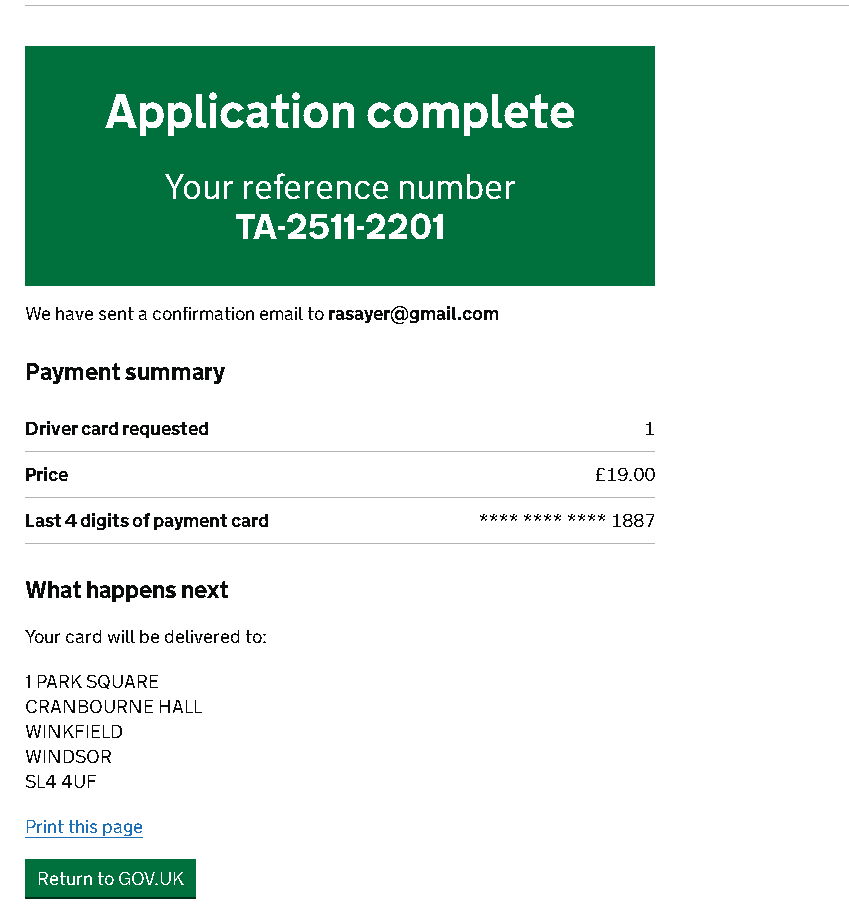 Application complete
Your reference number
TA-2511-2201
We have sent a confirmation email to rasayer@gmail.com
Payment summary
Driver card requested 1
Price £19.00
Last 4 digits of payment card **** **** **** 1887
What happens next
Your card will be delivered to:
1 PARK SQUARE
CRANBOURNE HALL
WINKFIELD
WINDSOR
SL4 4UF
Print this page
Return to GOV.UK